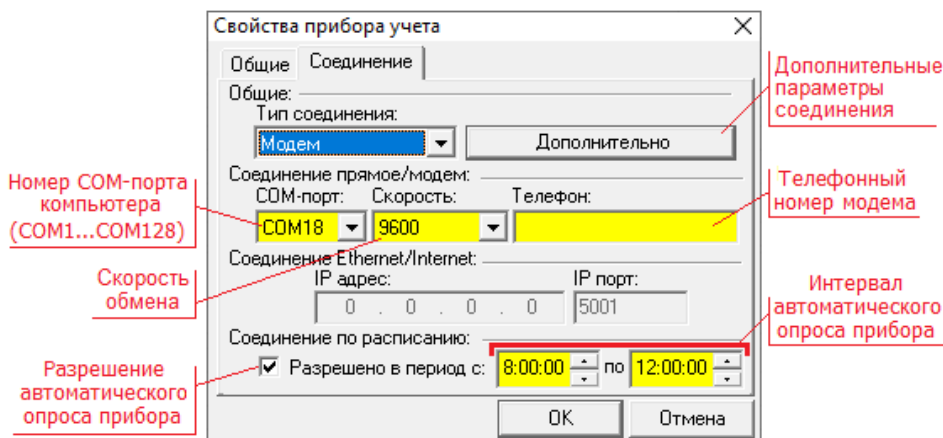 Свойства прибора учета
Общие Соединение
Общие:
Тип соединения:
Модем Дополнительно
Соединение прямое/модем:
COM-порт: Скорость: Телефон:
COM18 9600
Соединение Ethernet/Internet:
IP адрес: IP порт:
0 . 0 . 0 . 0 5001
Соединение по расписанию:
Разрешено в период с: 8:00:00 по 12:00:00
OK Отмена
Номер COM-порта
компьютера
(COM1...COM128)
Скорость
обмена
Разрешение
автоматического
опроса прибора
Дополнительные
параметры
соединения
Телефонный
номер модема
Интервал
автоматического
опроса прибора